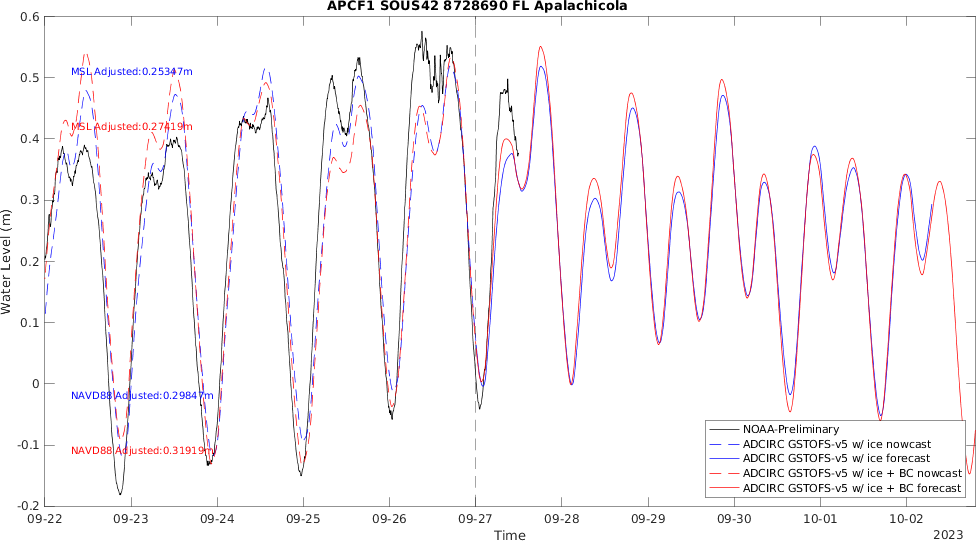 APCF1 SOUS42 8728690 FL Apalachicola
0.6
0.5
0.4
0.3
0.2
0.1
0
-0.1
-0.2
Water Level (m)
MSL Adjusted:0.25347m
MSL Adjusted:0.27419m
NAVD88 Adjusted:0.29847m
NAVD88 Adjusted:0.31919m
NOAA-Preliminary
ADCIRC GSTOFS-v5 w/ ice nowcast
ADCIRC GSTOFS-v5 w/ ice forecast
ADCIRC GSTOFS-v5 w/ ice + BC nowcast
ADCIRC GSTOFS-v5 w/ ice + BC forecast
09-22 09-23 09-24 09-25 09-26 09-27 09-28 09-29 09-30 10-01 10-02
Time
2023